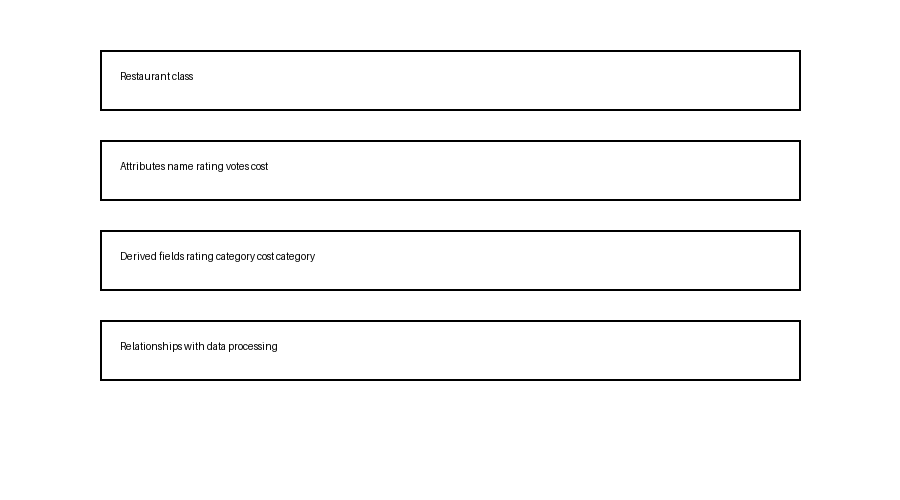 Restaurant class
Attributes name rating votes cost
Derived fields rating category cost category
Relationships with data processing